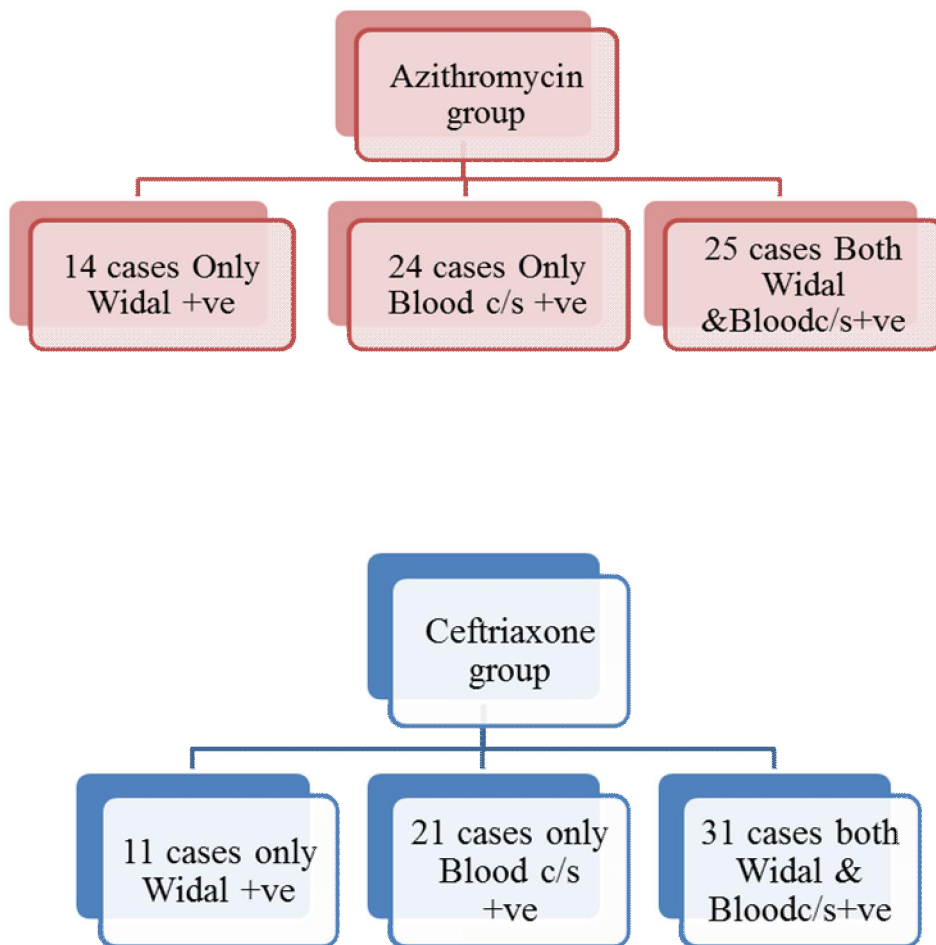 Azithromycin
group
14 cases Only
Widal +ve
24 cases Only
Blood c/s +ve
25 cases Both
Widal
&Bloodc/s+ve
Ceftriaxone
group
11 cases only
Widal +ve
21 cases only
Blood c/s
+ve
31 cases both
Widal &
Bloodc/s+ve